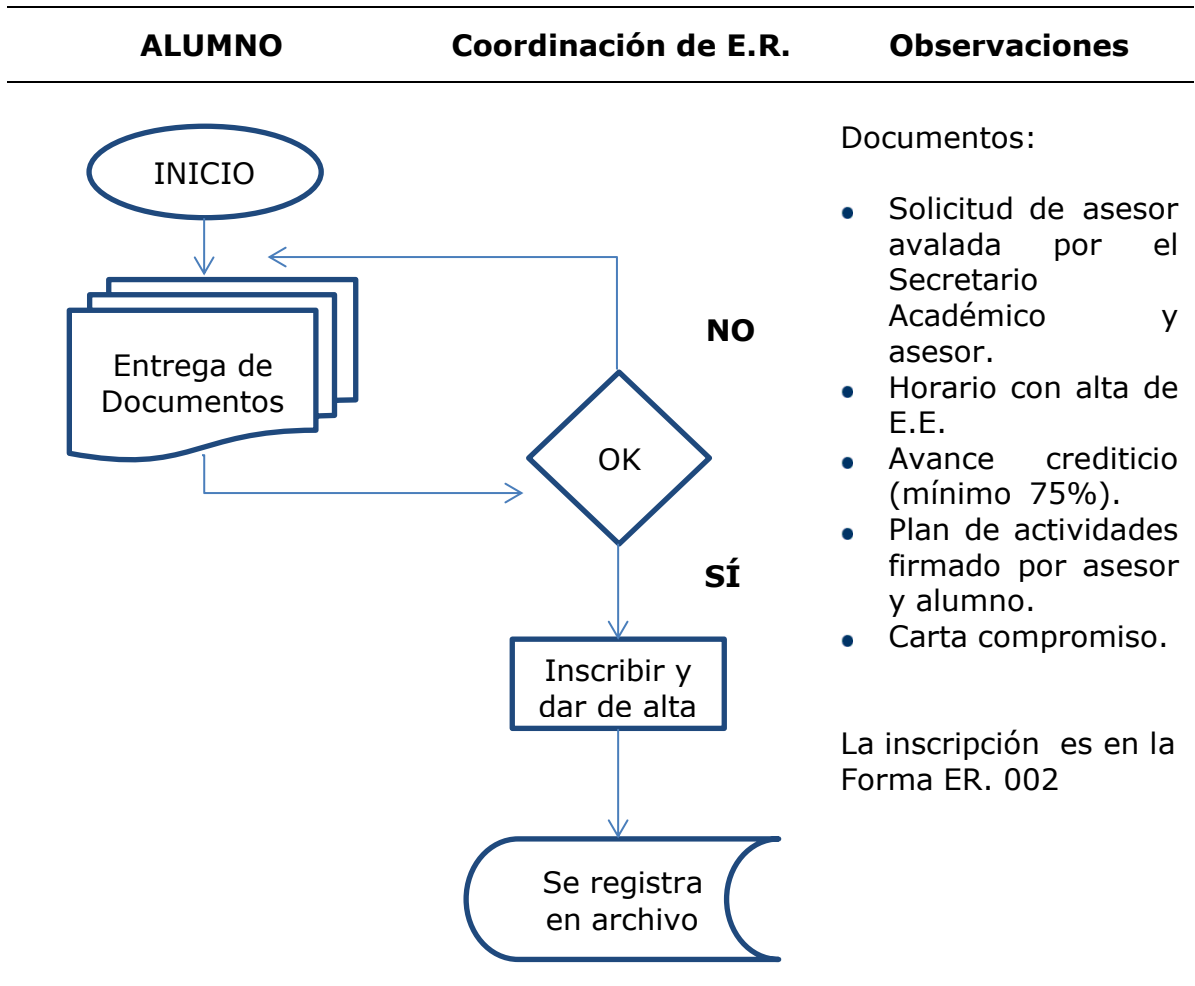 ALUMNO
Coordinación de E.R.
Observaciones
INICIO
Entrega de
Documentos
NO
OK
SÍ
Inscribir y
dar de alta
Se registra
en archivo
Documentos:
Solicitud de asesor
avalada por el
Secretario
Académico y
asesor.
Horario con alta de
E.E.
Avance crediticio
(mínimo 75%).
Plan de actividades
firmado por asesor
y alumno.
Carta compromiso.
La inscripción es en la
Forma ER. 002